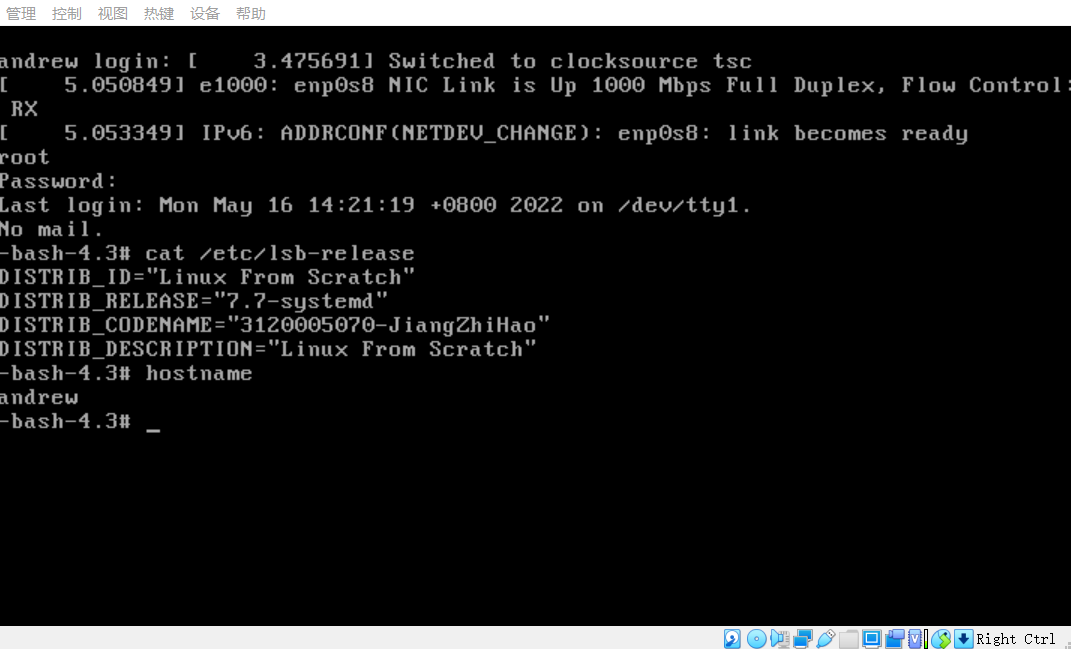 管理 控制 视图 热键 设备 帮助
andrew login: [    3.475691] Switched to clocksource tsc
[    5.050849] e1000: enp0s8 NIC Link is Up 1000 Mbps Full Duplex, Flow Control:
 RX
[    5.053349] IPv6: ADDRCONF(NETDEV_CHANGE): enp0s8: link becomes ready
root
Password:
Last login: Mon May 16 14:21:19 +0800 2022 on /dev/tty1.
No mail.
-bash-4.3# cat /etc/lsb-release
DISTRIB_ID="Linux From Scratch"
DISTRIB_RELEASE="7.7-systemd"
DISTRIB_CODENAME="3120005070-JiangZhiHao"
DISTRIB_DESCRIPTION="Linux From Scratch"
-bash-4.3# hostname
andrew
-bash-4.3# _
Right Ctrl